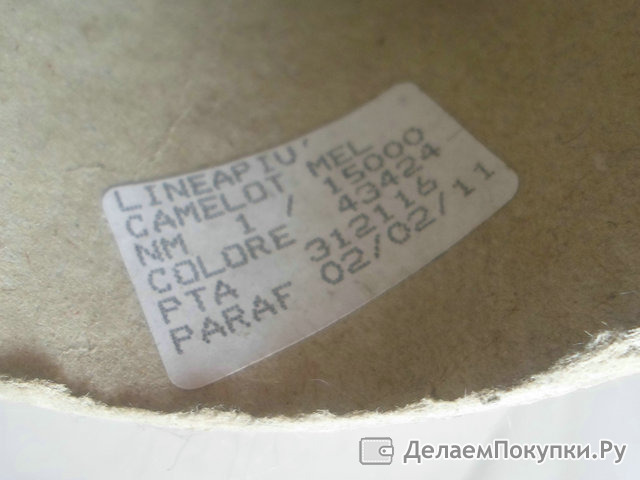 LINEAPIU'
CAMELOT MEL
NM 1 / 15000
COLORE 43424
PTA 312116
PARAF 02/02/11
ДелаемПокупки.Ру